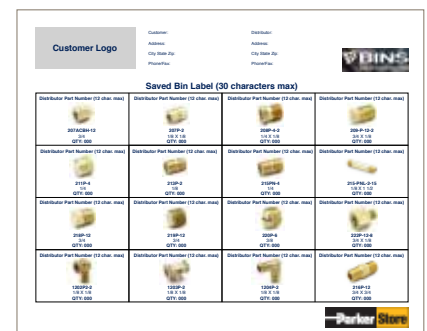 Customer:
Distributor:
Customer Logo
Address:
Address:
City State Zip:
City State Zip:
Phone/Fax:
Phone/Fax:
BINS
Saved Bin Label (30 characters max)
Distributor Part Number (12 char. max)
Distributor Part Number (12 char. max)
Distributor Part Number (12 char. max)
Distributor Part Number (12 char. max)
207ACBH-12
207P-2
208P-4-2
209-P-12-2
3/4
1/8 X 1/8
1/4 X 1/8
3/4 X 1/8
QTY: 000
QTY: 000
QTY: 000
QTY: 000
Distributor Part Number (12 char. max)
Distributor Part Number (12 char. max)
Distributor Part Number (12 char. max)
Distributor Part Number (12 char. max)
211P-4
212P-2
215PN-4
215-PNL-2-15
1/4
1/8
1/4
1/8 X 1 1/2
QTY: 000
QTY: 000
QTY: 000
QTY: 000
Distributor Part Number (12 char. max)
Distributor Part Number (12 char. max)
Distributor Part Number (12 char. max)
Distributor Part Number (12 char. max)
218P-12
219P-12
220P-6
222P-12-8
3/4
3/4
3/8
3/4 X 1/8
QTY: 000
QTY: 000
QTY: 000
QTY: 000
Distributor Part Number (12 char. max)
Distributor Part Number (12 char. max)
Distributor Part Number (12 char. max)
Distributor Part Number (12 char. max)
1202P2-2
1203P-2
1204P-2
216P-12
1/8 X 1/8
1/8 X 1/8
1/8 X 1/8
3/4 X 3/4
QTY: 000
QTY: 000
QTY: 000
QTY: 000
Parker Store